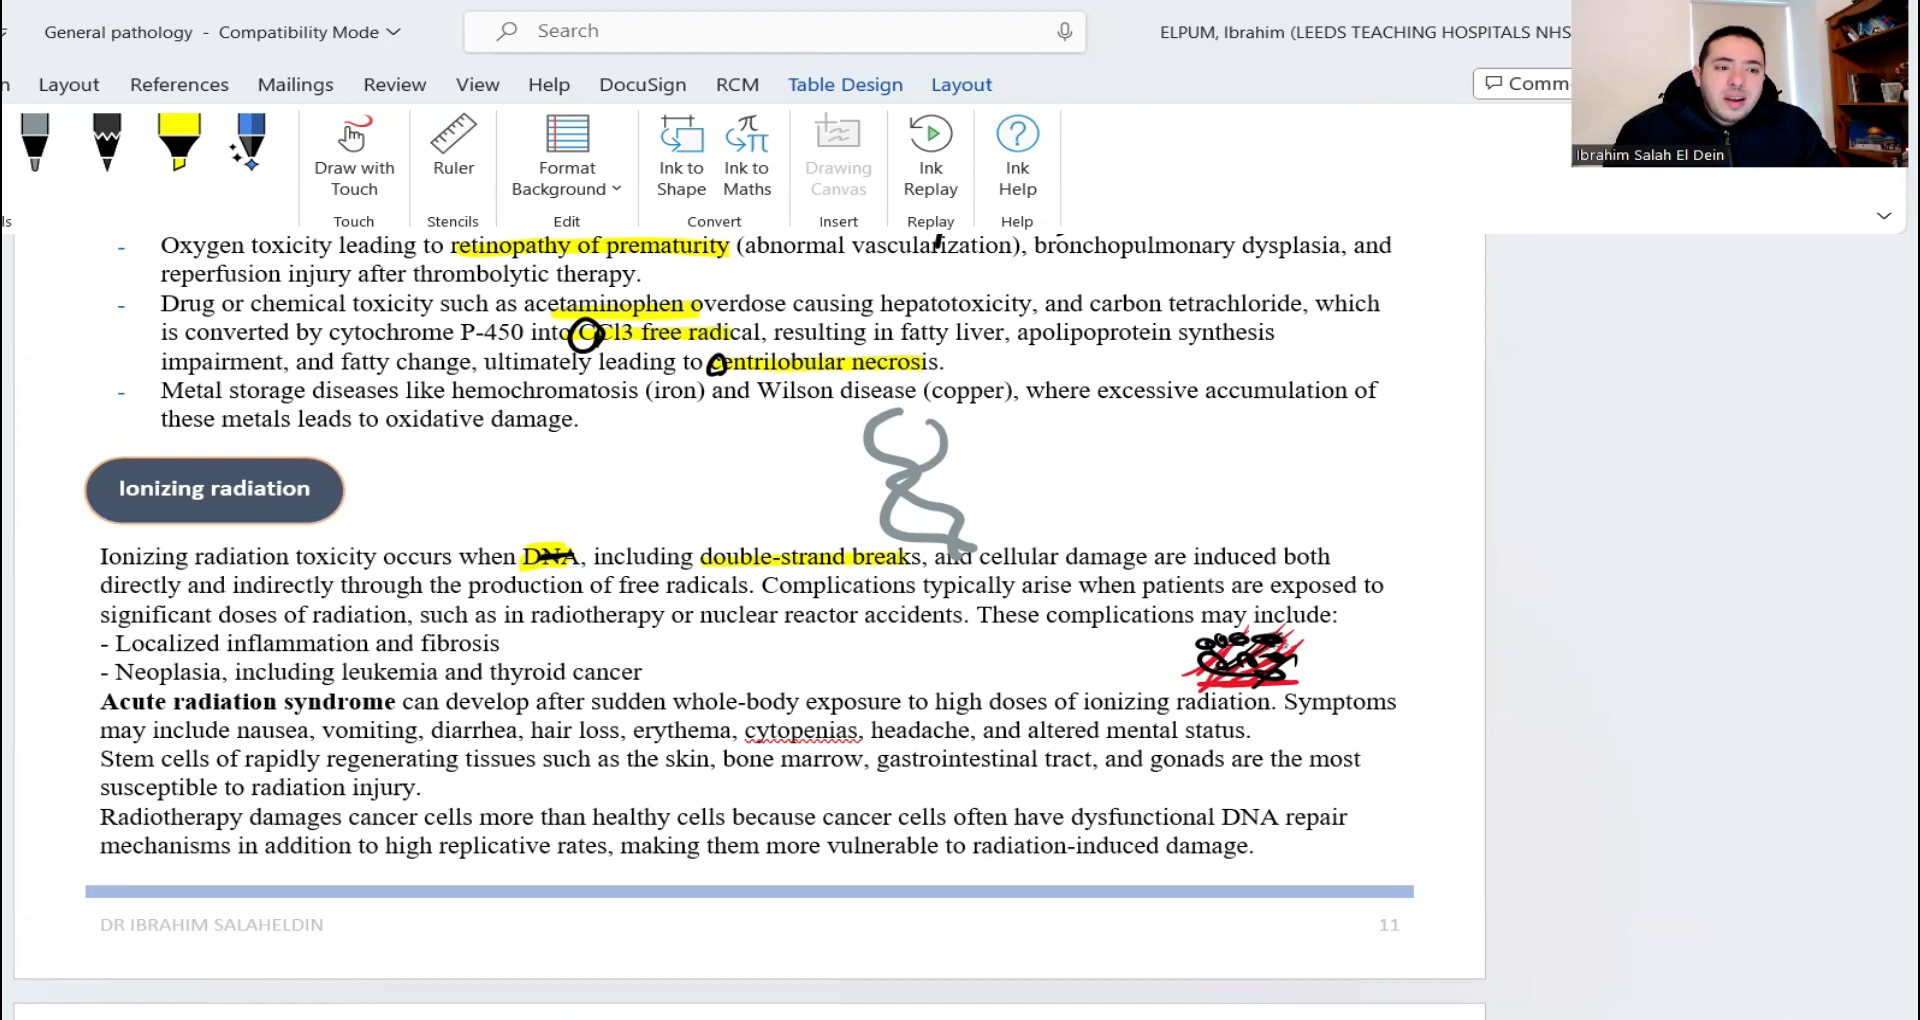 General pathology - Compatibility Mode
Search
ELPUM, Ibrahim (LEEDS TEACHING HOSPITALS NHS
n Layout References Mailings Review View Help DocuSign RCM Table Design Layout
Comm
Ibrahim Salah El Dein
Draw with Touch
Ruler
Format Background
Ink to Shape
Ink to Maths
Drawing Canvas
Ink Replay
Ink Help
ls Touch Stencils Edit Convert Insert Replay Help
- Oxygen toxicity leading to retinopathy of prematurity (abnormal vascularization), bronchopulmonary dysplasia, and
reperfusion injury after thrombolytic therapy.
- Drug or chemical toxicity such as acetaminophen overdose causing hepatotoxicity, and carbon tetrachloride, which
is converted by cytochrome P-450 into CCl3 free radical, resulting in fatty liver, apolipoprotein synthesis
impairment, and fatty change, ultimately leading to centrilobular necrosis.
- Metal storage diseases like hemochromatosis (iron) and Wilson disease (copper), where excessive accumulation of
these metals leads to oxidative damage.
Ionizing radiation
Ionizing radiation toxicity occurs when DNA, including double-strand breaks, and cellular damage are induced both
directly and indirectly through the production of free radicals. Complications typically arise when patients are exposed to
significant doses of radiation, such as in radiotherapy or nuclear reactor accidents. These complications may include:
- Localized inflammation and fibrosis
- Neoplasia, including leukemia and thyroid cancer
Acute radiation syndrome can develop after sudden whole-body exposure to high doses of ionizing radiation. Symptoms
may include nausea, vomiting, diarrhea, hair loss, erythema, cytopenias, headache, and altered mental status.
Stem cells of rapidly regenerating tissues such as the skin, bone marrow, gastrointestinal tract, and gonads are the most
susceptible to radiation injury.
Radiotherapy damages cancer cells more than healthy cells because cancer cells often have dysfunctional DNA repair
mechanisms in addition to high replicative rates, making them more vulnerable to radiation-induced damage.
DR IBRAHIM SALAHELDIN 11